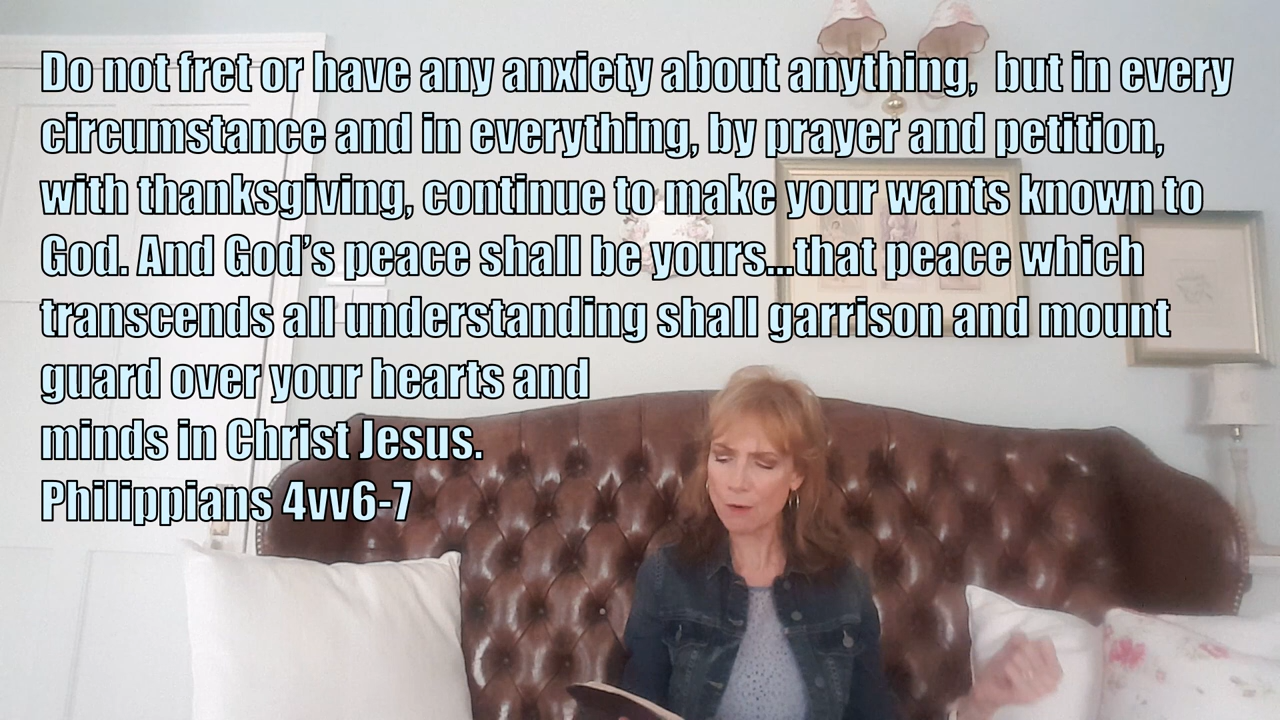 Do not fret or have any anxiety about anything,  but in every
circumstance and in everything, by prayer and petition,
with thanksgiving, continue to make your wants known to
God. And God’s peace shall be yours...that peace which
transcends all understanding shall garrison and mount
guard over your hearts and
minds in Christ Jesus.
Philippians 4vv6-7